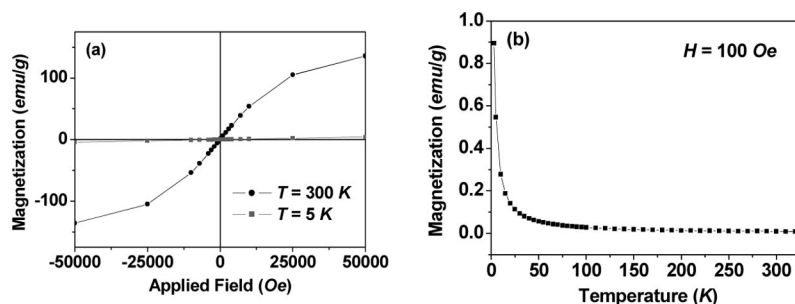 (a)
Magnetization (emu/g)
100
0
-100
T = 300 K
T = 5 K
-50000 -25000 0 25000 50000
Applied Field (Oe)
(b)
H = 100 Oe
Magnetization (emu/g)
1.0
0.8
0.6
0.4
0.2
0.0
0 50 100 150 200 250 300
Temperature (K)